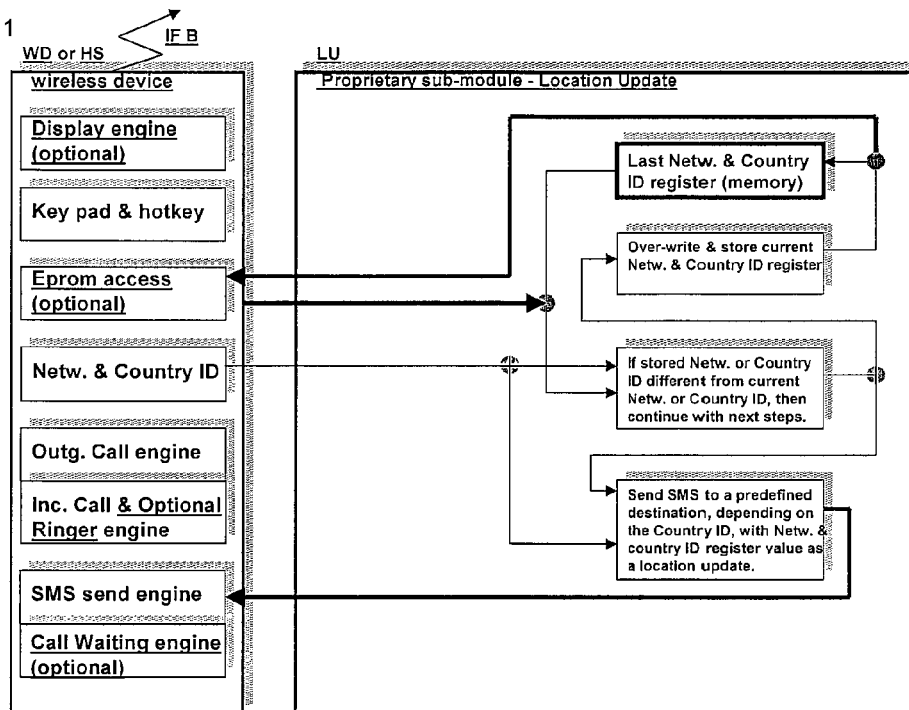 1
IF B
WD or HS
wireless device
Display engine
(optional)
Key pad & hotkey
Eprom access
(optional)
Netw. & Country ID
Outg. Call engine
Inc. Call & Optional
Ringer engine
SMS send engine
Call Waiting engine
(optional)
LU
Proprietary sub-module - Location Update
Last Netw. & Country
ID register (memory)
Over-write & store current
Netw. & Country ID register
If stored Netw. or Country
ID different from current
Netw. or Country ID, then
continue with next steps.
Send SMS to a predefined
destination, depending on
the Country ID, with Netw. &
country ID register value as
a location update.